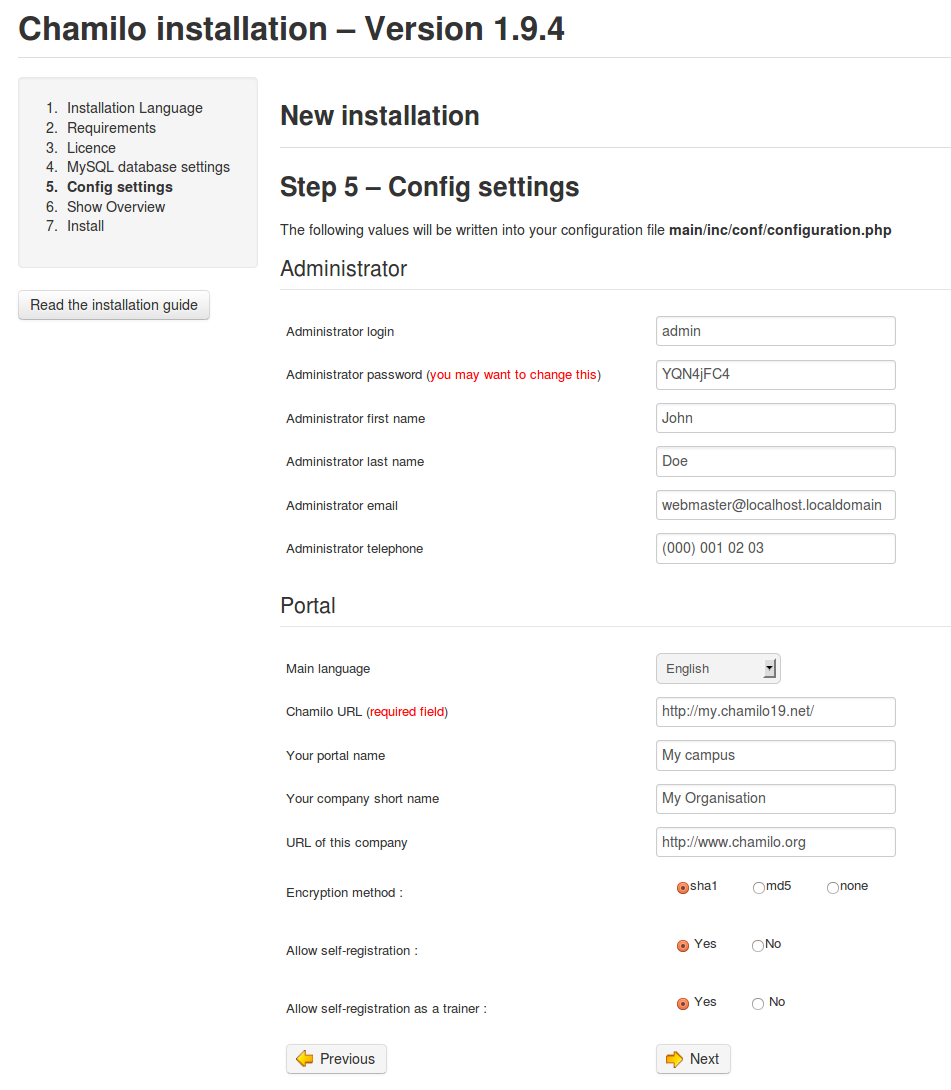 Chamilo installation – Version 1.9.4
1. Installation Language
2. Requirements
3. Licence
4. MySQL database settings
5. Config settings
6. Show Overview
7. Install
Read the installation guide
New installation
Step 5 – Config settings
The following values will be written into your configuration file main/inc/conf/configuration.php
Administrator
Administrator login admin
Administrator password (you may want to change this) YQN4jFC4
Administrator first name John
Administrator last name Doe
Administrator email webmaster@localhost.localdomain
Administrator telephone (000) 001 02 03
Portal
Main language English
Chamilo URL (required field) http://my.chamilo19.net/
Your portal name My campus
Your company short name My Organisation
URL of this company http://www.chamilo.org
Encryption method : sha1 md5 none
Allow self-registration : Yes No
Allow self-registration as a trainer : Yes No
Previous Next